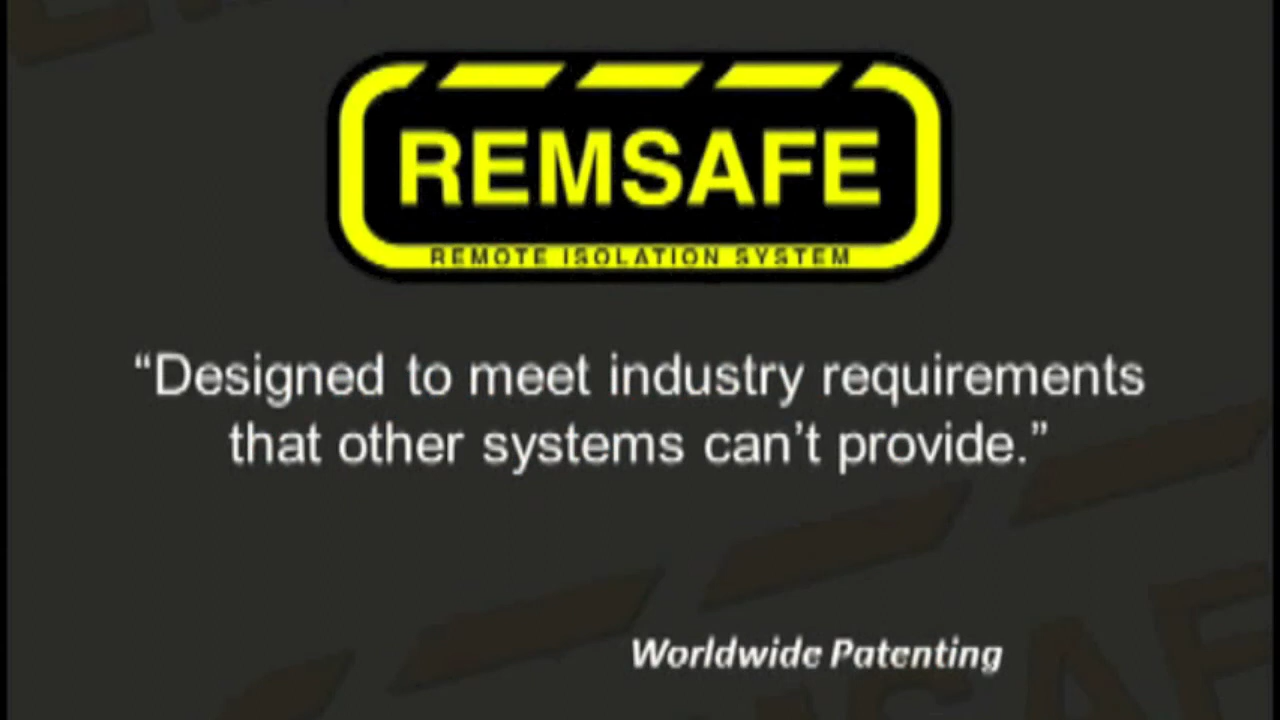 REMSAFE
REMOTE ISOLATION SYSTEM
“Designed to meet industry requirements
that other systems can’t provide.”
Worldwide Patenting